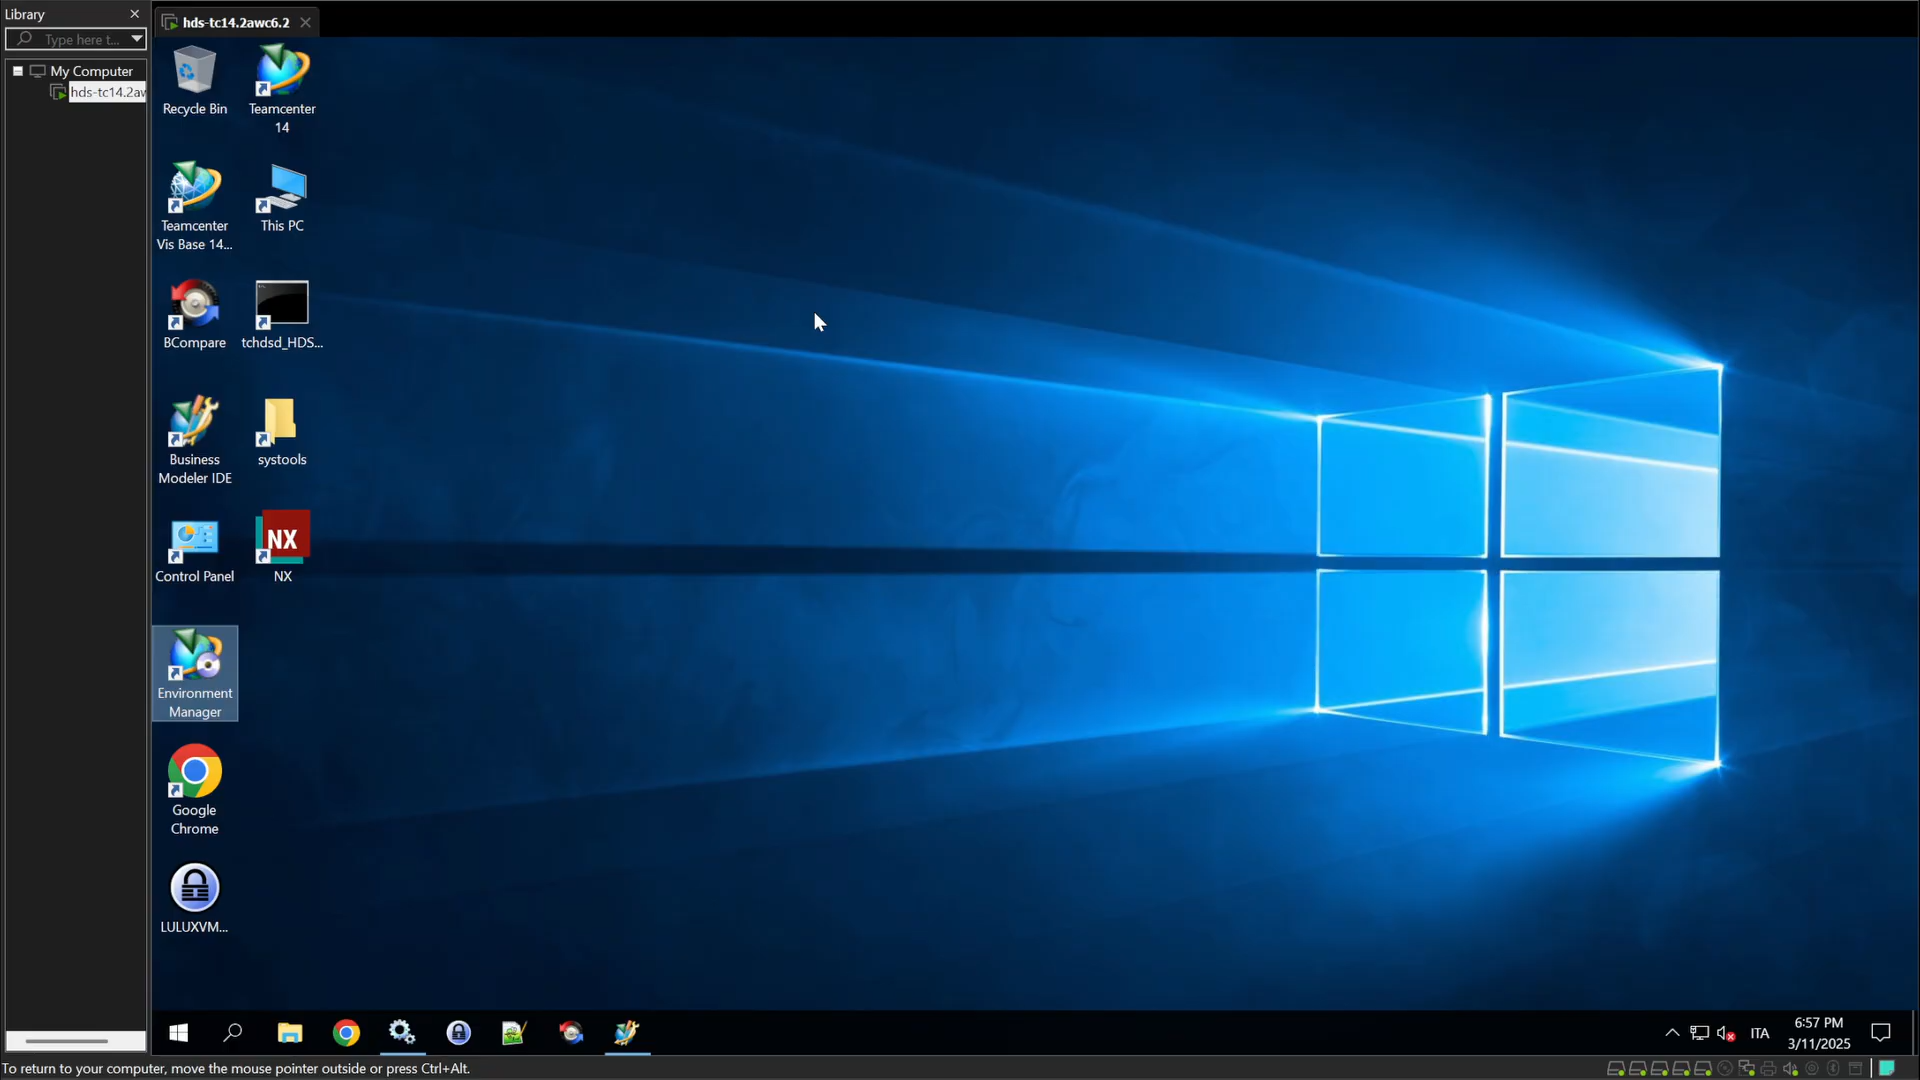 Library
hds-tc14.2awc6.2
Type here t...
My Computer
hds-tc14.2aw
Recycle Bin
Teamcenter
14
Teamcenter
Vis Base 14...
This PC
BCompare
tchdsd_HDS...
Business
Modeler IDE
systools
Control Panel
NX
NX
Environment
Manager
Google
Chrome
LULUXVM...
ITA
6:57 PM
3/11/2025
To return to your computer, move the mouse pointer outside or press Ctrl+Alt.